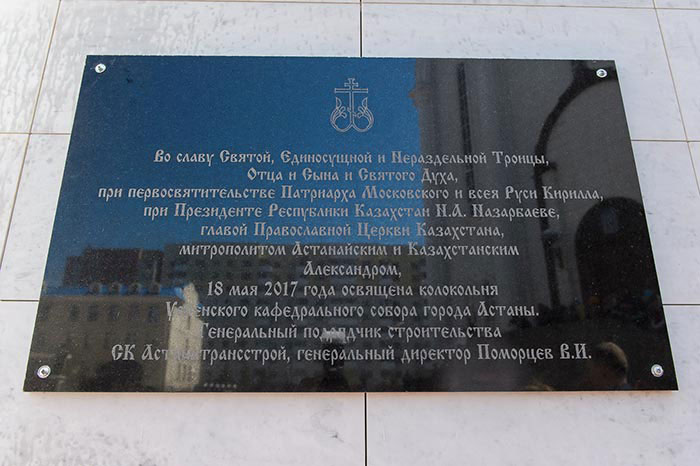 Во славу Святой, Единосущной и Нераздельной Троицы,
Отца и Сына и Святого Духа,
при первосвятительстве Патриарха Московского и всея Руси Кирилла,
при Президенте Республики Казахстан Н.А. Назарбаеве,
главой Православной Церкви Казахстана,
митрополитом Астанайским и Казахстанским
Александром,
18 мая 2017 года освящена колокольня
Успенского кафедрального собора города Астаны.
Генеральный подрядчик строительства
СК Астанатрансстрой, генеральный директор Поморцев В.И.